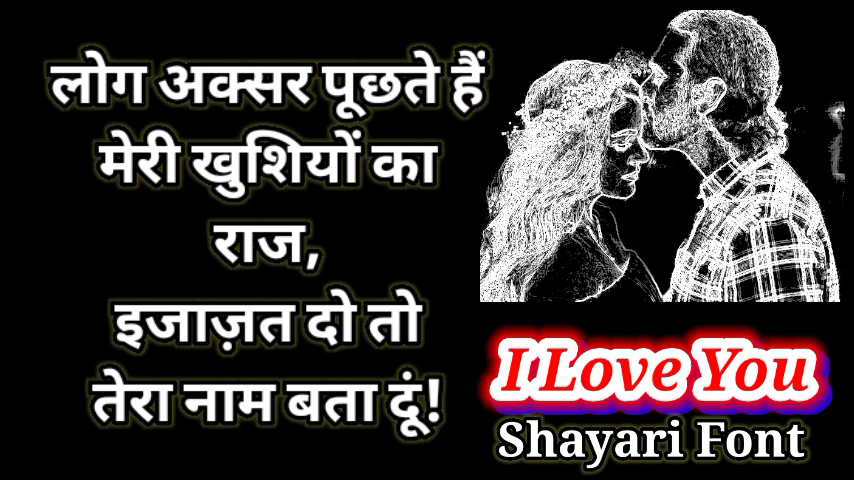 लोग अक्सर पूछते हैं
मेरी खुशियों का
राज,
इजाज़त दो तो
तेरा नाम बता दूं!
I Love You
Shayari Font